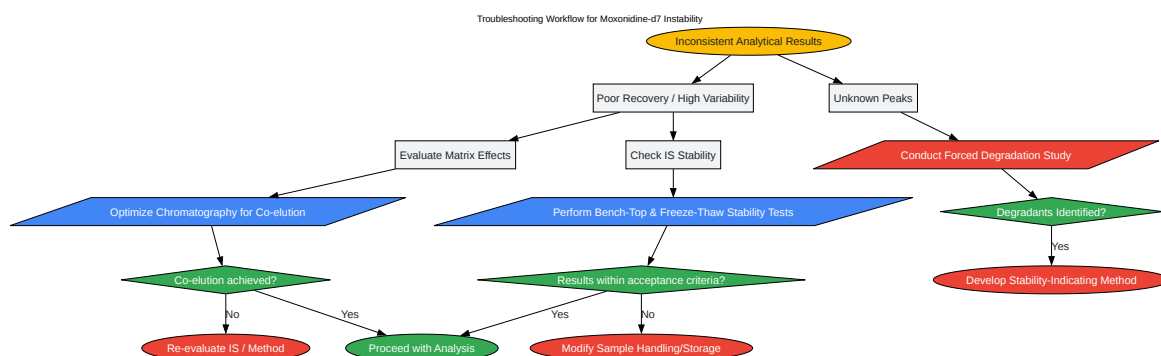 Troubleshooting Workflow for Moxonidine-d7 Instability
Inconsistent Analytical Results
Poor Recovery / High Variability
Unknown Peaks
Evaluate Matrix Effects
Check IS Stability
Conduct Forced Degradation Study
Optimize Chromatography for Co-elution
Perform Bench-Top & Freeze-Thaw Stability Tests
Degradants Identified?
Yes
Co-elution achieved?
Results within acceptance criteria?
Develop Stability-Indicating Method
No
Yes
Yes
No
Re-evaluate IS / Method
Proceed with Analysis
Modify Sample Handling/Storage